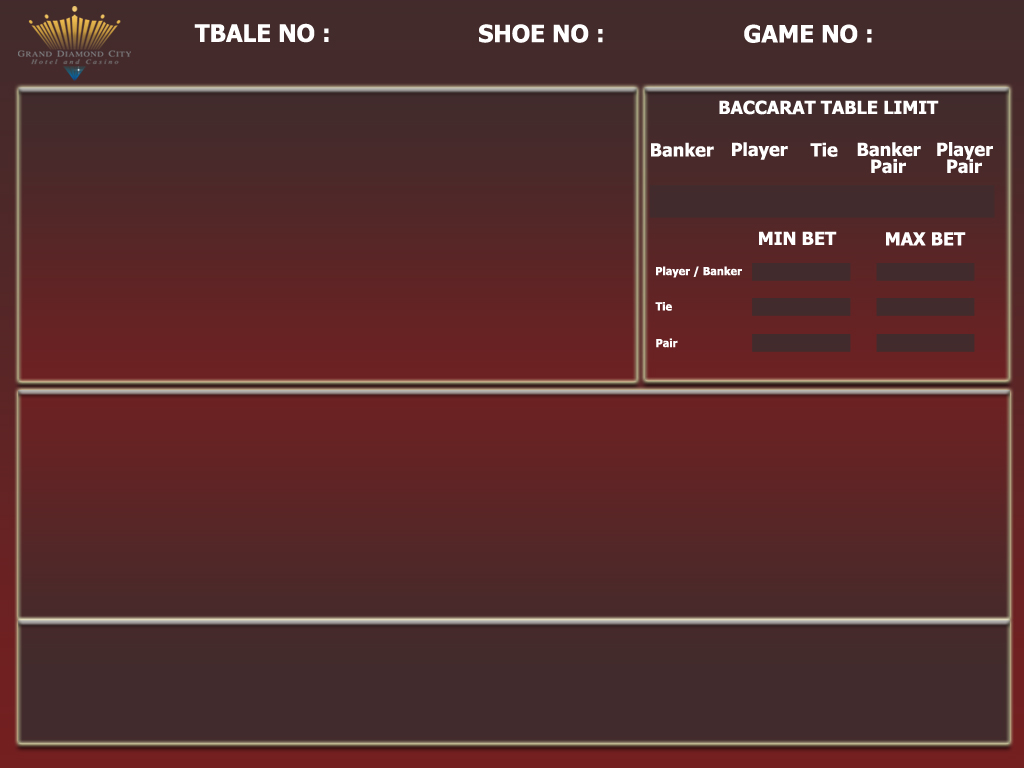 TBALE NO :
SHOE NO :
GAME NO :
GRAND DIAMOND CITY
Hotel and Casino
BACCARAT TABLE LIMIT
Banker Player Tie Banker Pair Player Pair
MIN BET MAX BET
Player / Banker
Tie
Pair